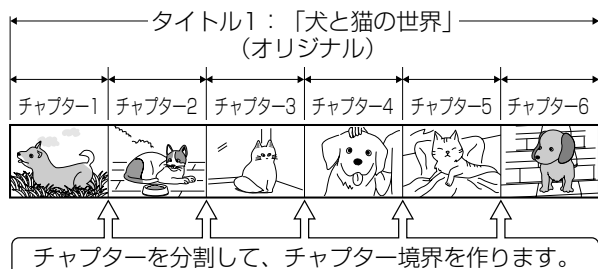 タイトル1：「犬と猫の世界」
（オリジナル）
チャプター1 チャプター2 チャプター3 チャプター4 チャプター5 チャプター6
チャプターを分割して、チャプター境界を作ります。